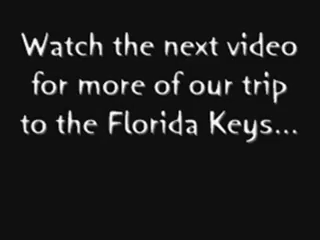 Watch the next video
for more of our trip
to the Florida Keys...